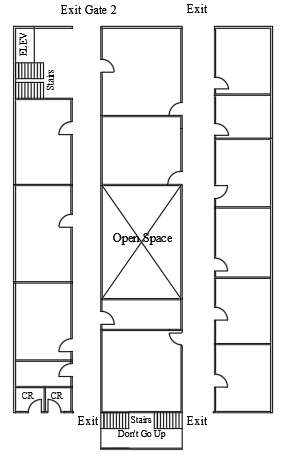 Exit Gate 2
Exit
ELEV
Stairs
Open Space
CR
CR
Exit
Stairs
Exit
Don't Go Up